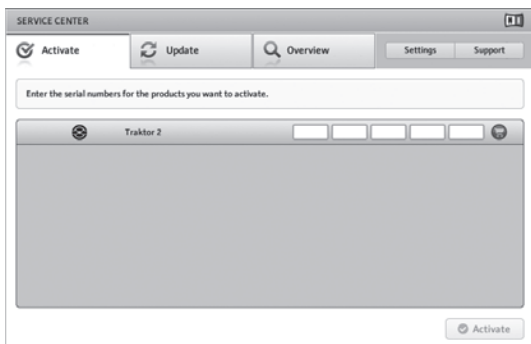 SERVICE CENTER
Activate Update Overview Settings Support
Enter the serial numbers for the products you want to activate.
Traktor 2
Activate